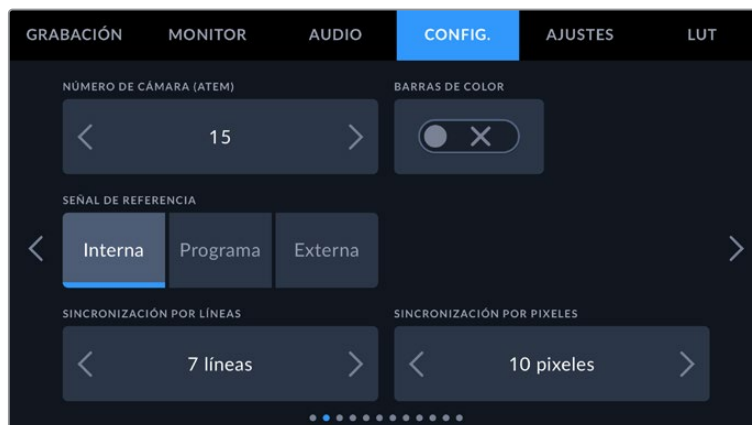 GRABACIÓN MONITOR AUDIO CONFIG. AJUSTES LUT
NÚMERO DE CÁMARA (ATEM) BARRAS DE COLOR
15
SEÑAL DE REFERENCIA
Interna Programa Externa
SINCRONIZACIÓN POR LÍNEAS SINCRONIZACIÓN POR PIXELES
7 líneas 10 pixeles